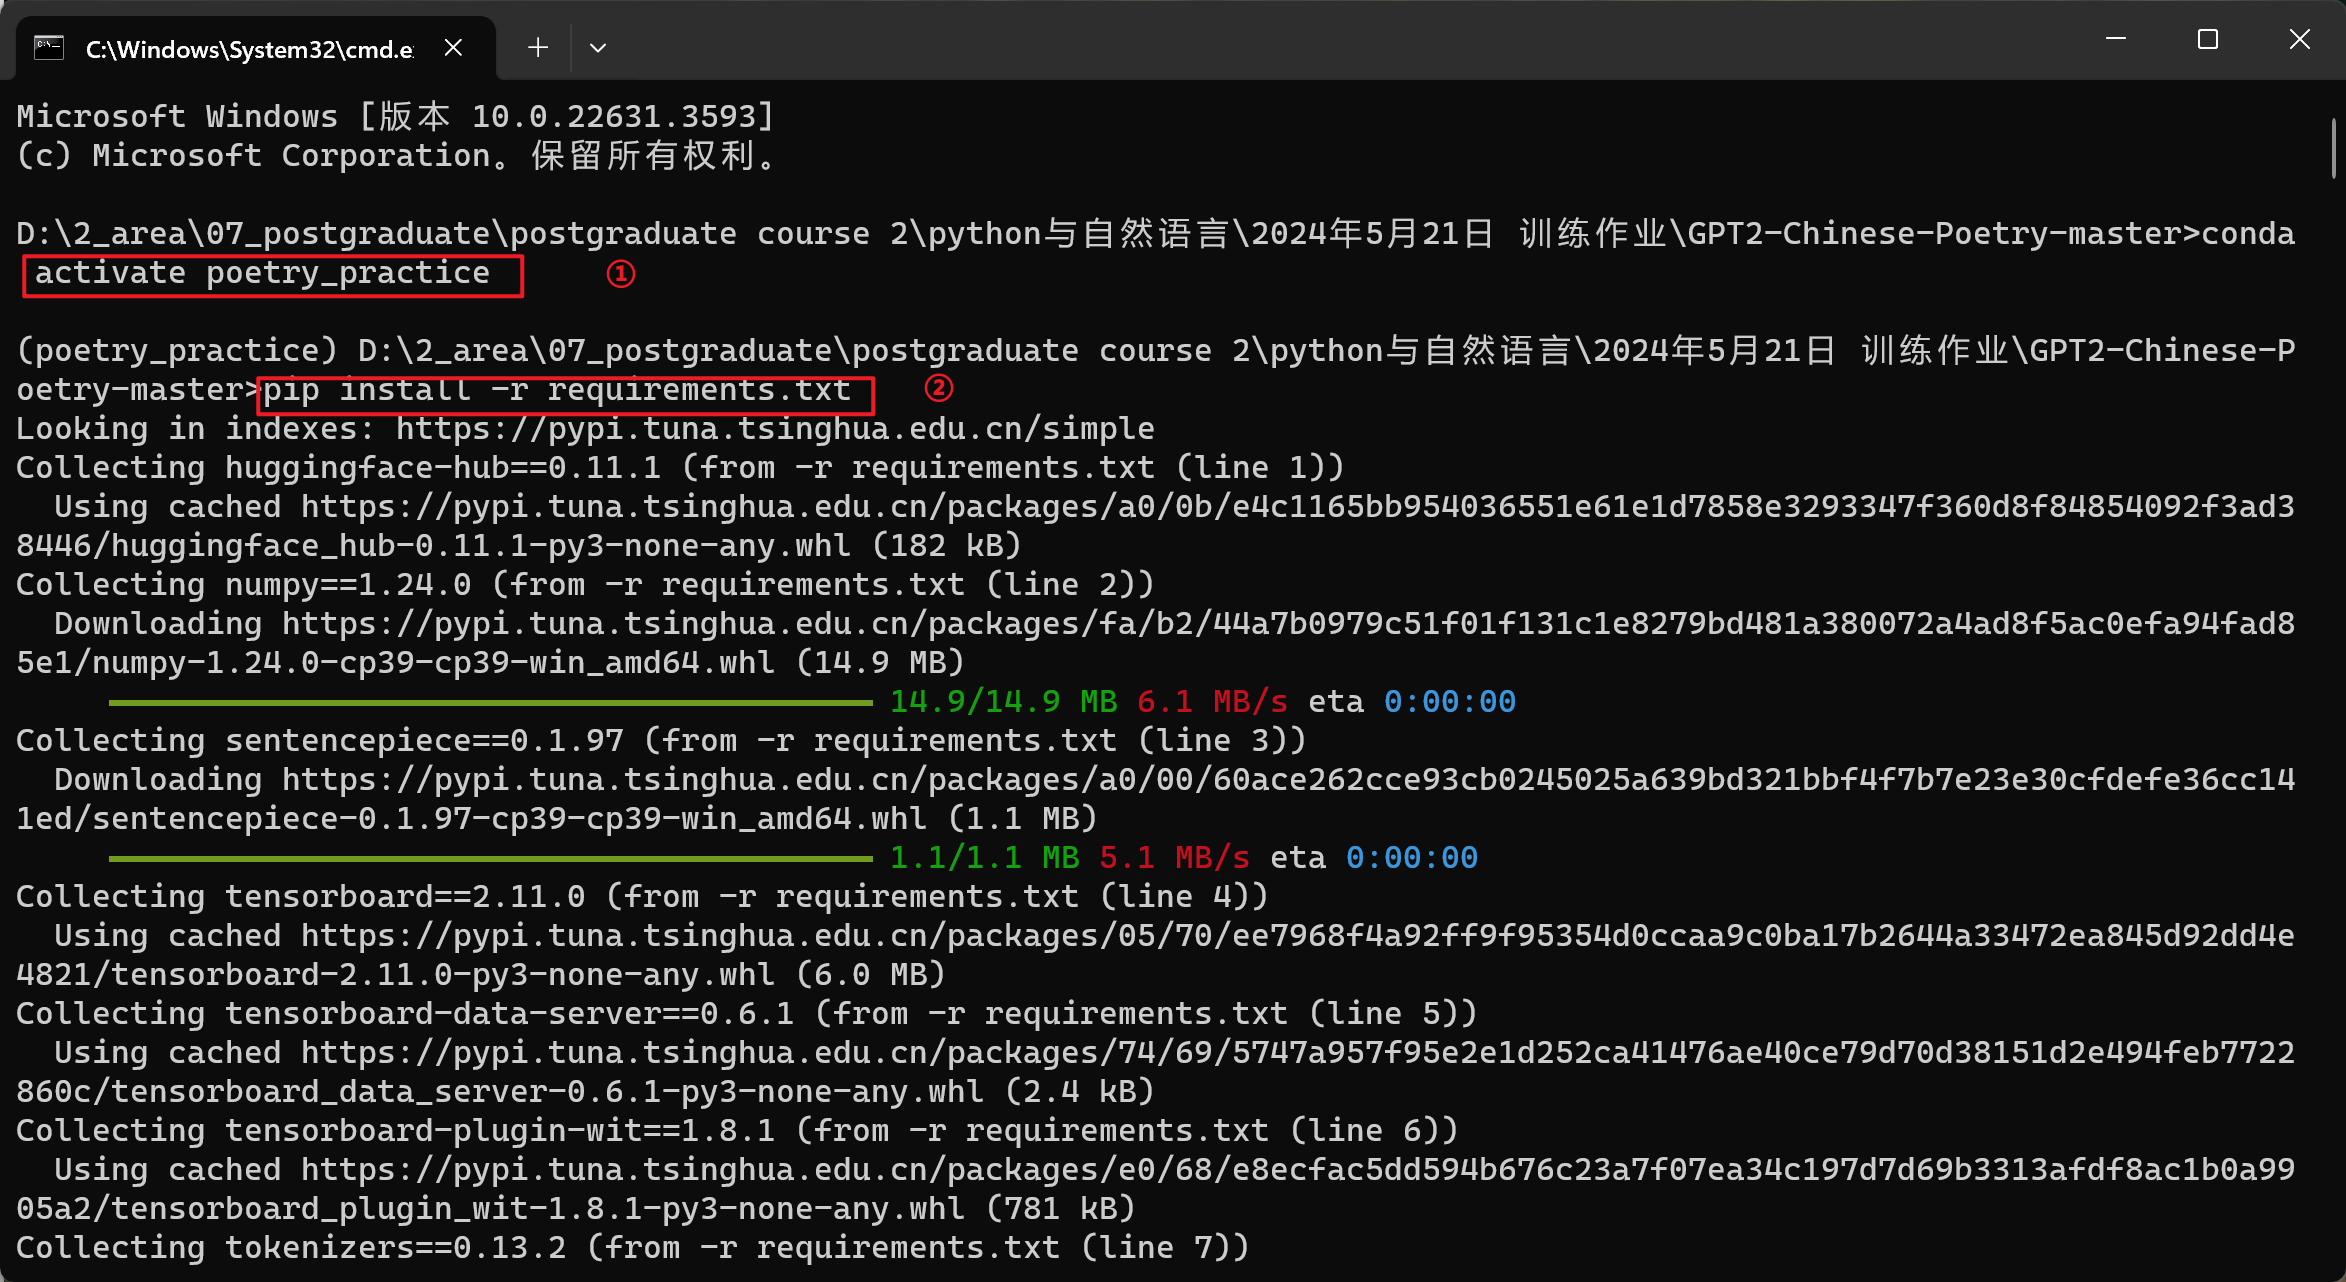 C:\Windows\System32\cmd.e
Microsoft Windows [版本 10.0.22631.3593]
(c) Microsoft Corporation。保留所有权利。
D:\2_area\07_postgraduate\postgraduate course 2\python与自然语言\2024年5月21日 训练作业\GPT2-Chinese-Poetry-master>conda
activate poetry_practice ①
(poetry_practice) D:\2_area\07_postgraduate\postgraduate course 2\python与自然语言\2024年5月21日 训练作业\GPT2-Chinese-P
oetry-master>pip install -r requirements.txt ②
Looking in indexes: https://pypi.tuna.tsinghua.edu.cn/simple
Collecting huggingface-hub==0.11.1 (from -r requirements.txt (line 1))
Using cached https://pypi.tuna.tsinghua.edu.cn/packages/a0/0b/e4c1165bb954036551e61e1d7858e3293347f360d8f84854092f3ad3
8446/huggingface_hub-0.11.1-py3-none-any.whl (182 kB)
Collecting numpy==1.24.0 (from -r requirements.txt (line 2))
Downloading https://pypi.tuna.tsinghua.edu.cn/packages/fa/b2/44a7b0979c51f01f131c1e8279bd481a380072a4ad8f5ac0efa94fad8
5e1/numpy-1.24.0-cp39-cp39-win_amd64.whl (14.9 MB)
14.9/14.9 MB 6.1 MB/s eta 0:00:00
Collecting sentencepiece==0.1.97 (from -r requirements.txt (line 3))
Downloading https://pypi.tuna.tsinghua.edu.cn/packages/a0/00/60ace262cce93cb0245025a639bd321bbf4f7b7e23e30cfdefe36cc14
1ed/sentencepiece-0.1.97-cp39-cp39-win_amd64.whl (1.1 MB)
1.1/1.1 MB 5.1 MB/s eta 0:00:00
Collecting tensorboard==2.11.0 (from -r requirements.txt (line 4))
Using cached https://pypi.tuna.tsinghua.edu.cn/packages/05/70/ee7968f4a92ff9f95354d0ccaa9c0ba17b2644a33472ea845d92dd4e
4821/tensorboard-2.11.0-py3-none-any.whl (6.0 MB)
Collecting tensorboard-data-server==0.6.1 (from -r requirements.txt (line 5))
Using cached https://pypi.tuna.tsinghua.edu.cn/packages/74/69/5747a957f95e2e1d252ca41476ae40ce79d70d38151d2e494feb7722
860c/tensorboard_data_server-0.6.1-py3-none-any.whl (2.4 kB)
Collecting tensorboard-plugin-wit==1.8.1 (from -r requirements.txt (line 6))
Using cached https://pypi.tuna.tsinghua.edu.cn/packages/e0/68/e8ecfac5dd594b676c23a7f07ea34c197d7d69b3313afdf8ac1b0a99
05a2/tensorboard_plugin_wit-1.8.1-py3-none-any.whl (781 kB)
Collecting tokenizers==0.13.2 (from -r requirements.txt (line 7))